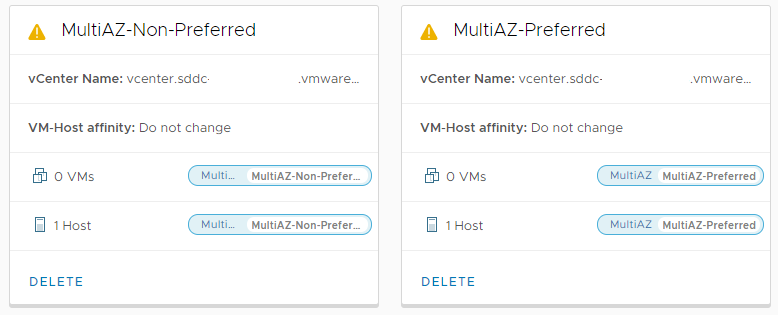 MultiAZ-Non-Preferred
vCenter Name: vcenter.sddc- .vmware...
VM-Host affinity: Do not change
0 VMs Multi... MultiAZ-Non-Prefer...
1 Host Multi... MultiAZ-Non-Prefer...
DELETE
MultiAZ-Preferred
vCenter Name: vcenter.sddc- .vmware...
VM-Host affinity: Do not change
0 VMs MultiAZ MultiAZ-Preferred
1 Host MultiAZ MultiAZ-Preferred
DELETE